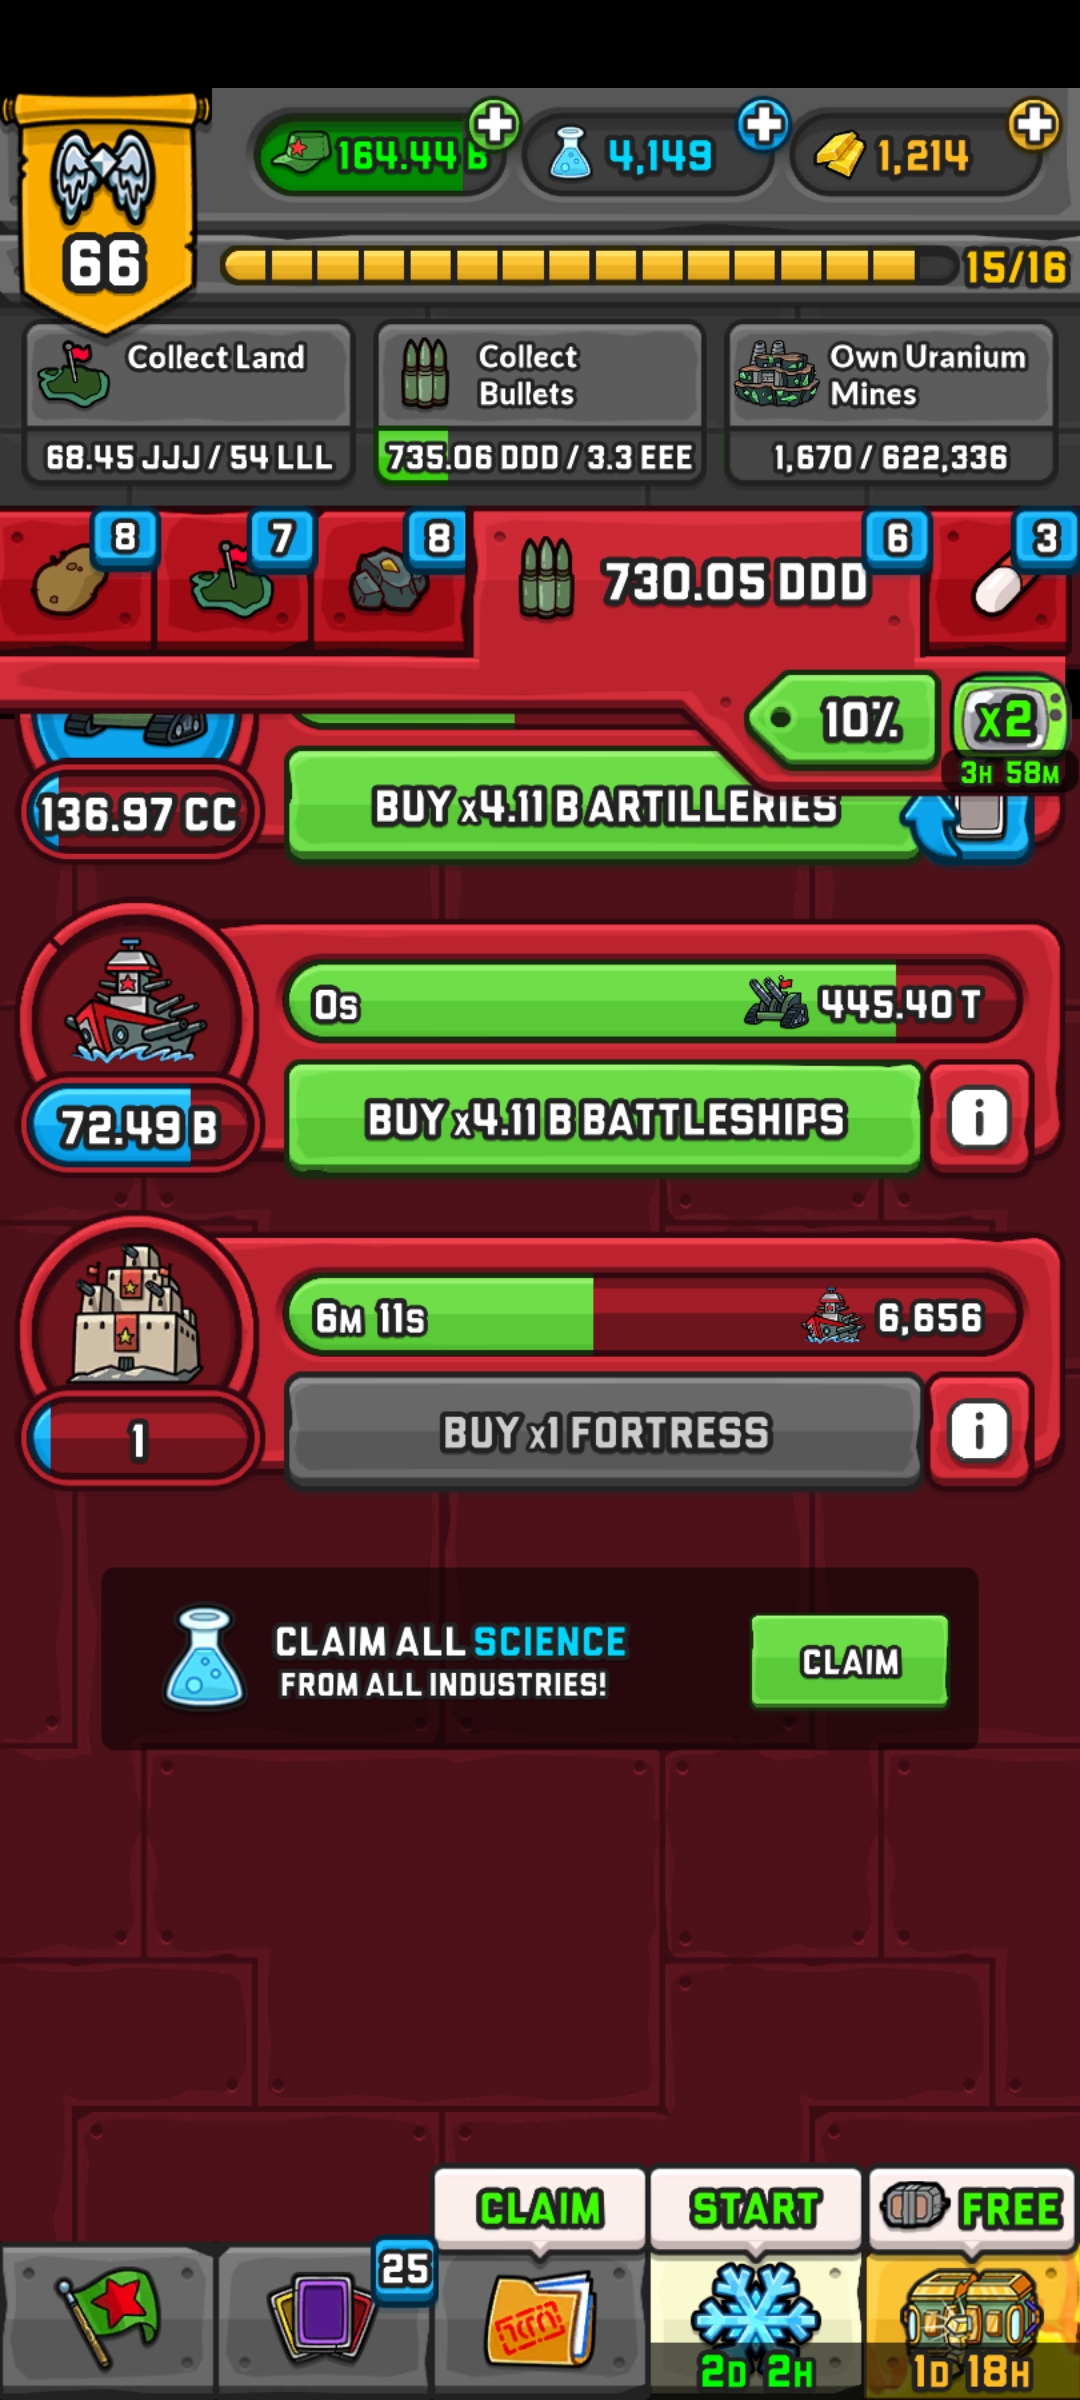 164.44 B
4,149
1,214
66
15/16
Collect Land
68.45 JJJ / 54 LLL
Collect
Bullets
735.06 DDD / 3.3 EEE
Own Uranium
Mines
1,670 / 622,336
8
7
8
730.05 DDD
6
3
10%
x2
3H 58M
136.97 CC
BUY x4.11 B ARTILLERIES
0s
445.40 T
72.49 B
BUY x4.11 B BATTLESHIPS
i
6M 11s
6,656
1
BUY x1 FORTRESS
i
CLAIM ALL SCIENCE
FROM ALL INDUSTRIES!
CLAIM
CLAIM
START
FREE
25
2D 2H
1D 18H